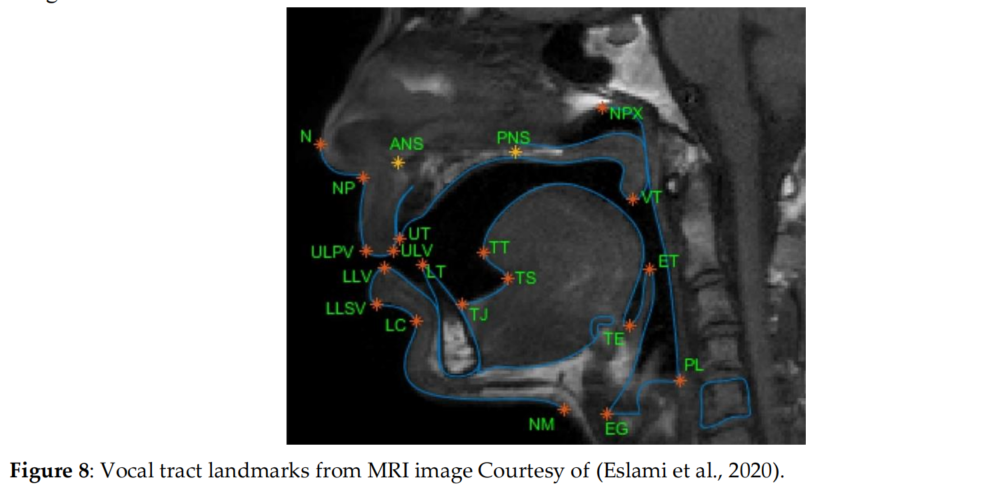 NPX
N
ANS
PNS
NP
VT
UT
ULPV
ULV
TT
ET
LLV
LT
TS
LLSV
TJ
LC
TE
PL
NM
EG
Figure 8: Vocal tract landmarks from MRI image Courtesy of (Eslami et al., 2020).